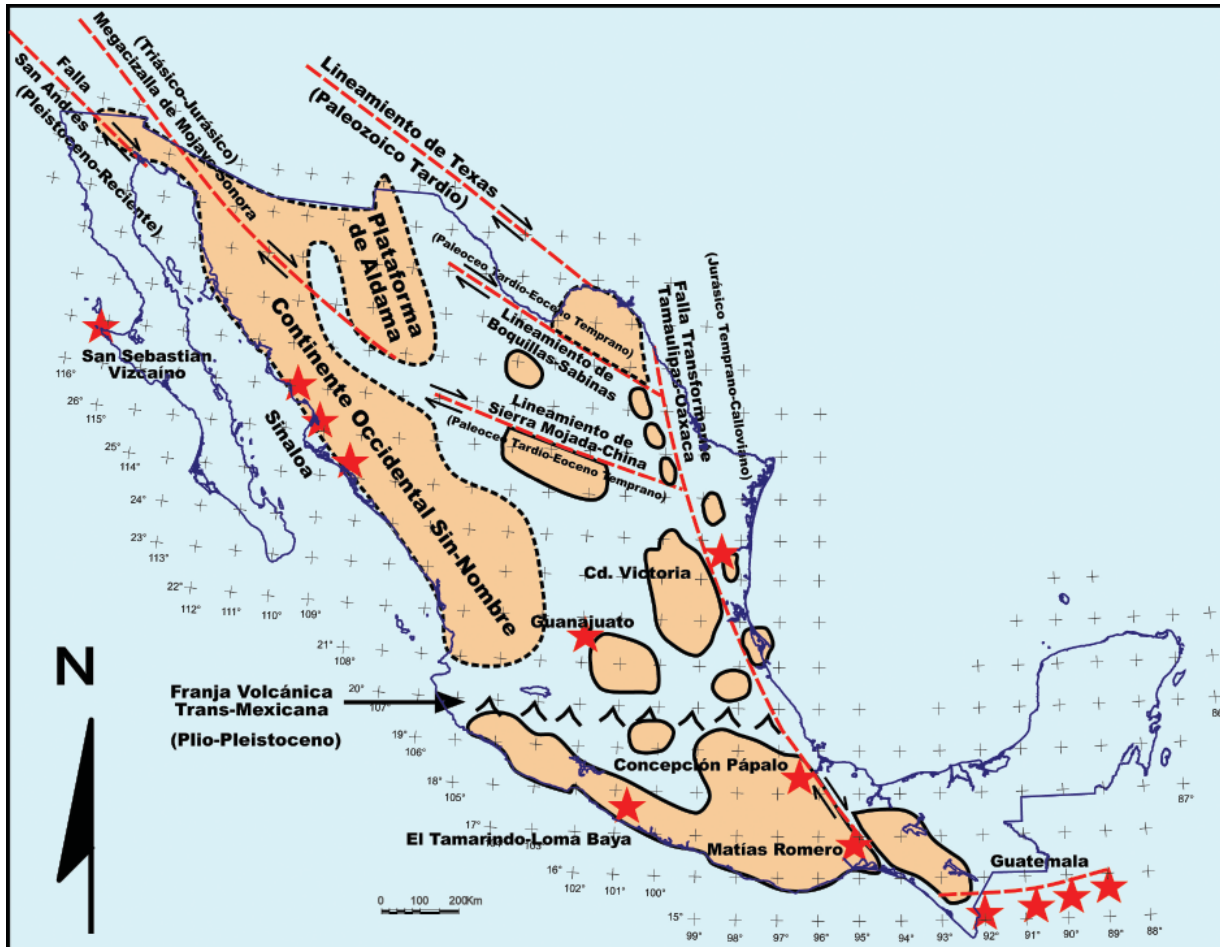 Falla
San Andres
(Pleistoceno-Reciente)
(Triásico-Jurásico)
Megacizalla de Mojave-Sonora
Lineamiento de Texas
(Paleozoico Tardío)
Plataforma
de Aldama
(Paleoceo Tardío-Eoceno Temprano)
Lineamiento de
Boquillas-Sabinas
Falla Transformante
Tamaulipas-Oaxaca
(Jurásico Temprano-Calloviano)
Continente Occidental Sin-Nombre
Lineamiento de
Sierra Mojada-China
(Paleoceo Tardío-Eoceno Temprano)
San Sebastian
Vizcaíno
Sinaloa
116°
26°
115°
25°
114°
24°
23°
113°
22°
112°
111°
110°
109°
21°
108°
20°
107°
19°
106°
18°
105°
17°
16°
102°
101°
100°
15°
99°
98°
97°
96°
95°
94°
93°
92°
91°
90°
89°
88°
87°
86
Cd. Victoria
Guanajuato
N
Franja Volcánica
Trans-Mexicana
(Plio-Pleistoceno)
Concepción Pápalo
El Tamarindo-Loma Baya
Matías Romero
Guatemala
0 100 200Km